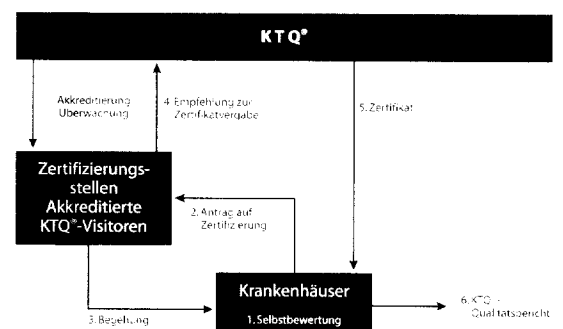 KTQ®
Akkreditierung
Überwachung
4. Empfehlung zur
Zertifikatvergabe
5. Zertifikat
Zertifizierungs-
stellen
Akkreditierte
KTQ®-Visitoren
2. Antrag auf
Zertifizierung
3. Begehung
Krankenhäuser
1. Selbstbewertung
6. KTQ -
Qualitätsbericht